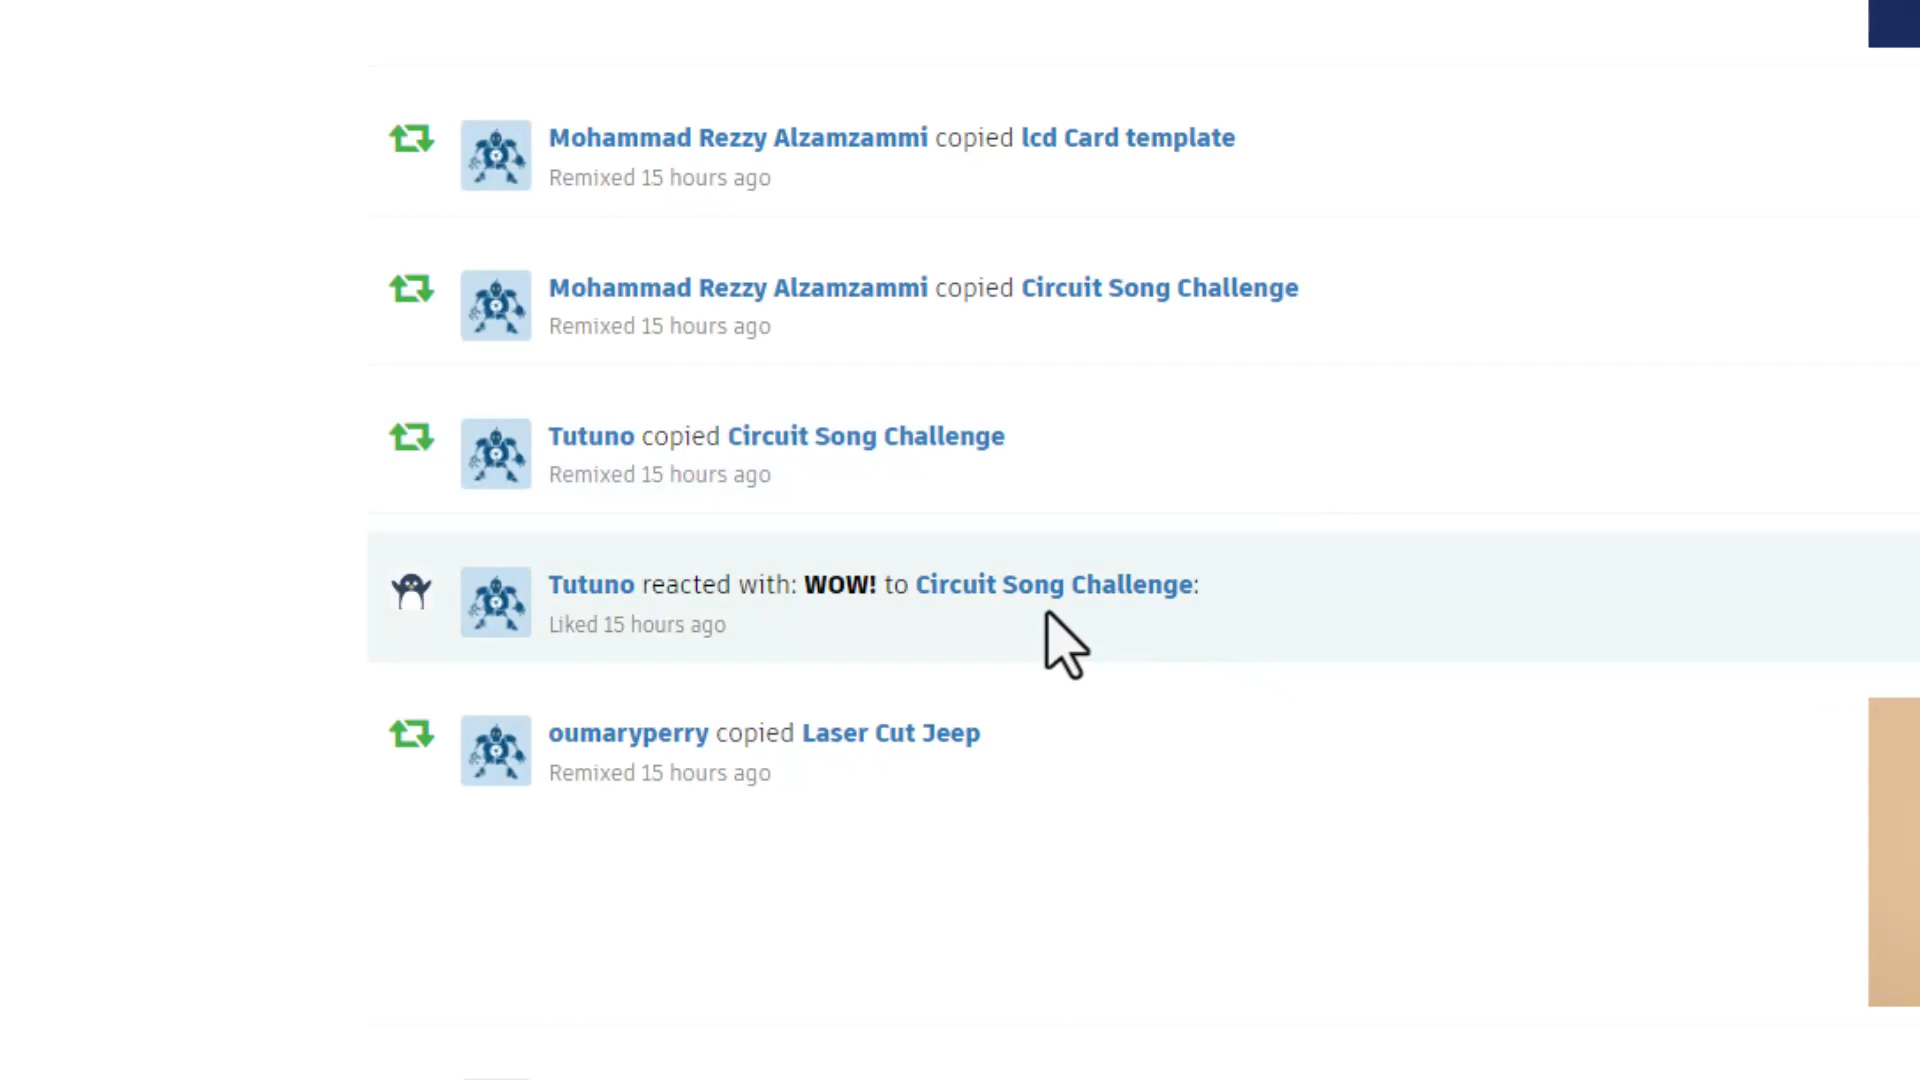 Mohammad Rezzy Alzamzammi copied lcd Card template
Remixed 15 hours ago
Mohammad Rezzy Alzamzammi copied Circuit Song Challenge
Remixed 15 hours ago
Tutuno copied Circuit Song Challenge
Remixed 15 hours ago
Tutuno reacted with: WOW! to Circuit Song Challenge:
Liked 15 hours ago
oumaryperry copied Laser Cut Jeep
Remixed 15 hours ago